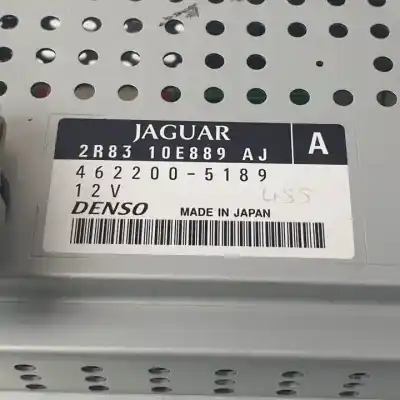 JAGUAR
2R83 10E889 AJ
A
462200-5189
12V
DENSO MADE IN JAPAN